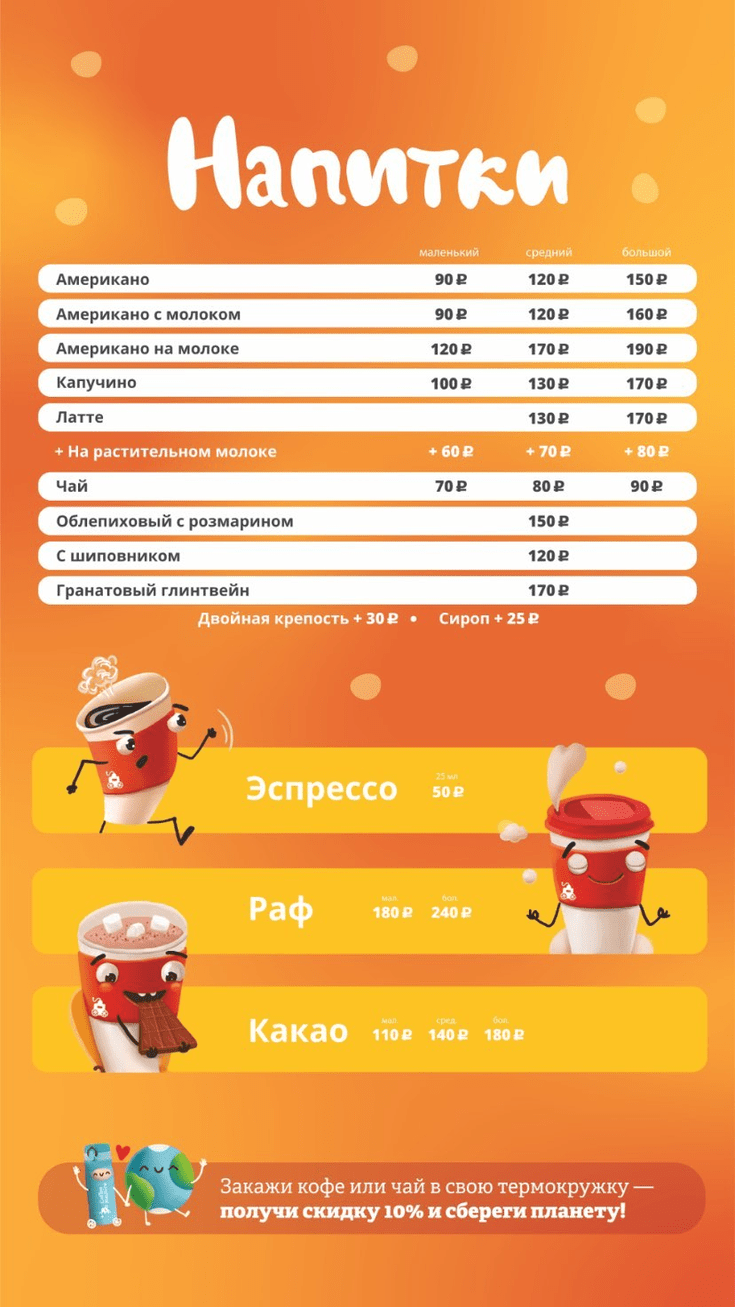 Напитки
маленький средний большой
Американо 90 ₽ 120 ₽ 150 ₽
Американо с молоком 90 ₽ 120 ₽ 160 ₽
Американо на молоке 120 ₽ 170 ₽ 190 ₽
Капучино 100 ₽ 130 ₽ 170 ₽
Латте 130 ₽ 170 ₽
+ На растительном молоке + 60 ₽ + 70 ₽ + 80 ₽
Чай 70 ₽ 80 ₽ 90 ₽
Облепиховый с розмарином 150 ₽
С шиповником 120 ₽
Гранатовый глинтвейн 170 ₽
Двойная крепость + 30 ₽ • Сироп + 25 ₽
25 мл
Эспрессо 50 ₽
мал. бол.
Раф 180 ₽ 240 ₽
мал. сред. бол.
Какао 110 ₽ 140 ₽ 180 ₽
Закажи кофе или чай в свою термокружку —
получи скидку 10% и сбереги планету!